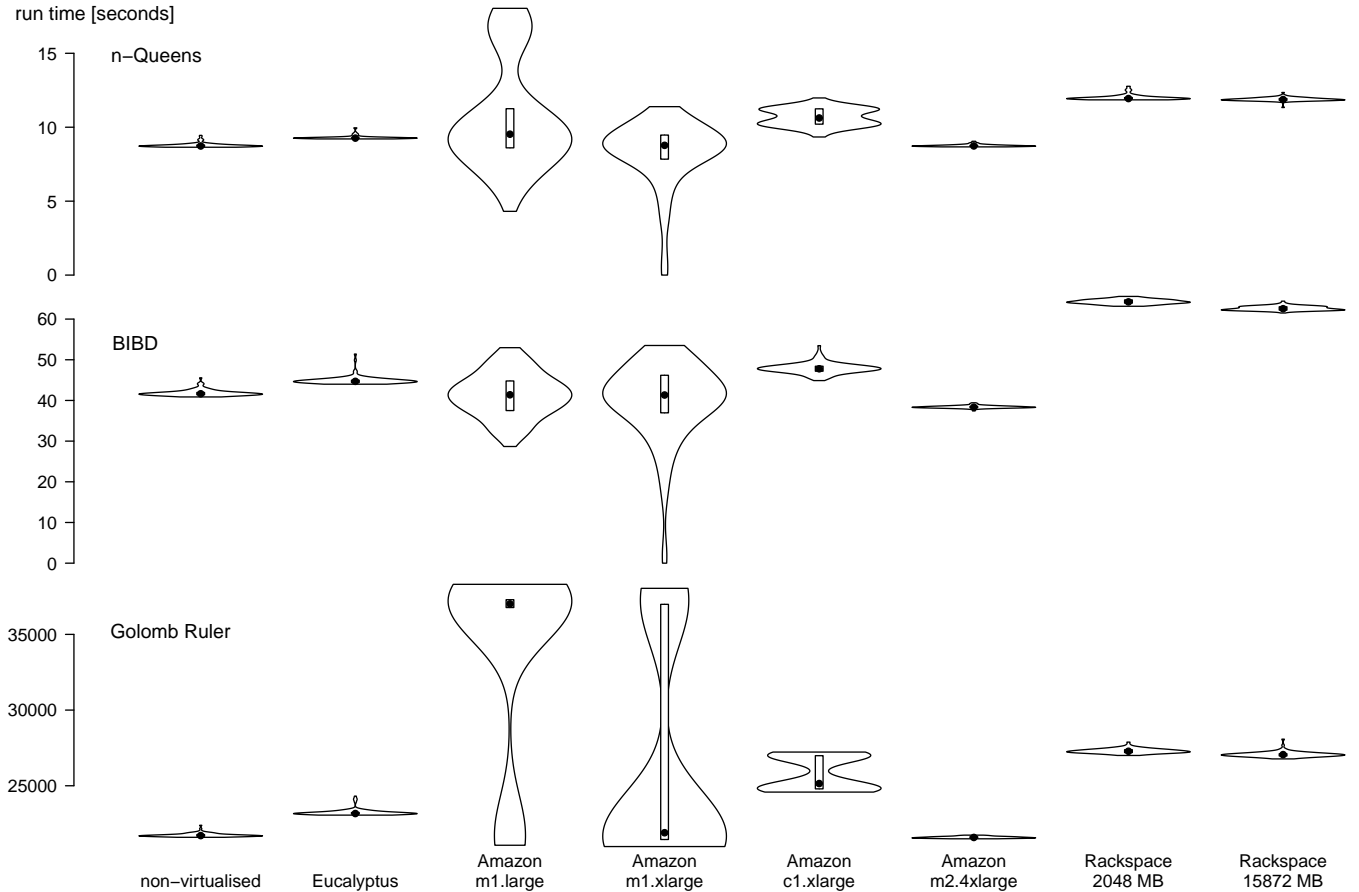 run time [seconds]
n−Queens
15
10
5
0
BIBD
60
50
40
30
20
10
0
Golomb Ruler
35000
30000
25000
non−virtualised
Eucalyptus
Amazon
m1.large
Amazon
m1.xlarge
Amazon
c1.xlarge
Amazon
m2.4xlarge
Rackspace
2048 MB
Rackspace
15872 MB